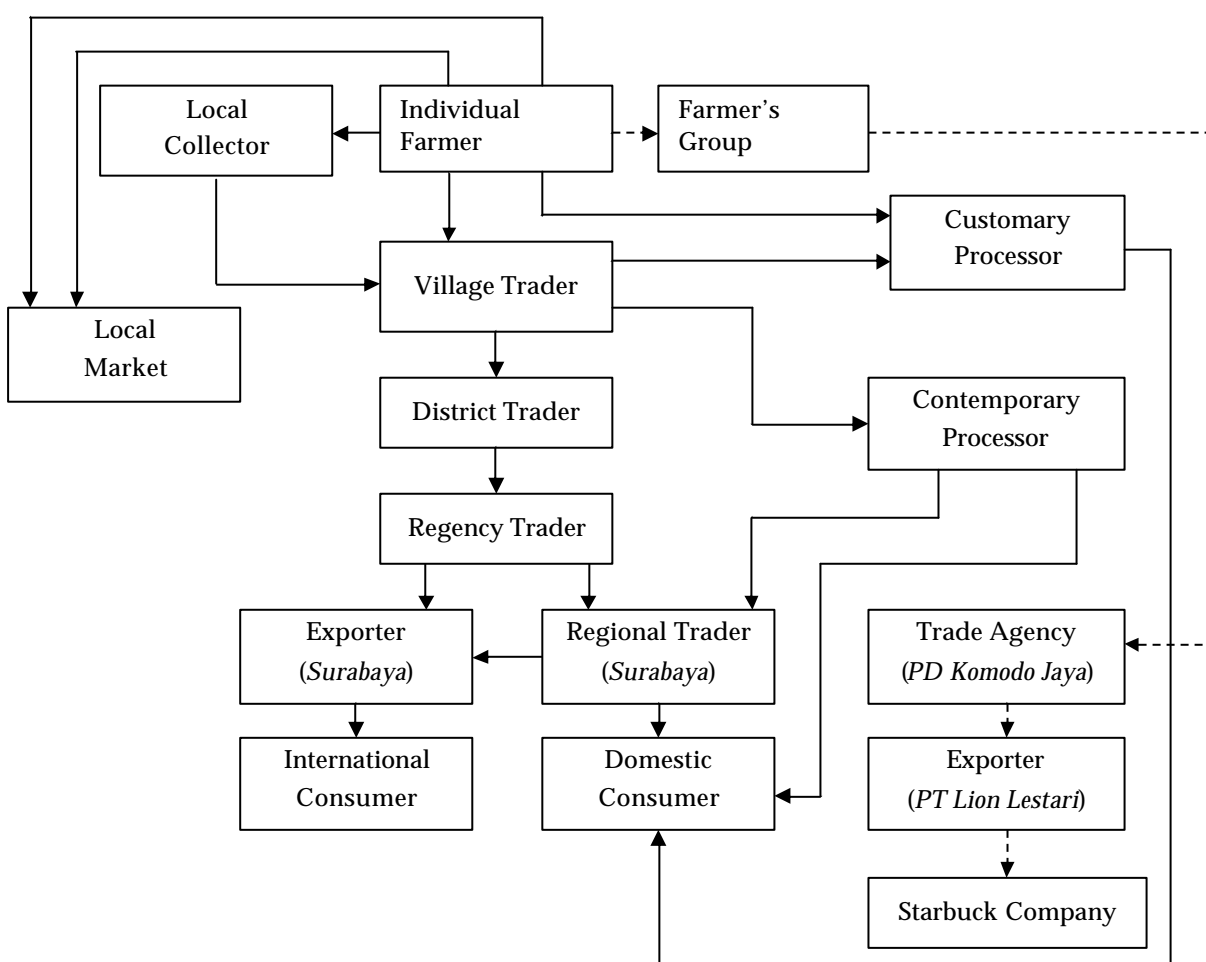 Local
Collector
Individual
Farmer
Farmer's
Group
Customary
Processor
Village Trader
Local
Market
District Trader
Contemporary
Processor
Regency Trader
Exporter
(Surabaya)
Regional Trader
(Surabaya)
Trade Agency
(PD Komodo Jaya)
International
Consumer
Domestic
Consumer
Exporter
(PT Lion Lestari)
Starbuck Company